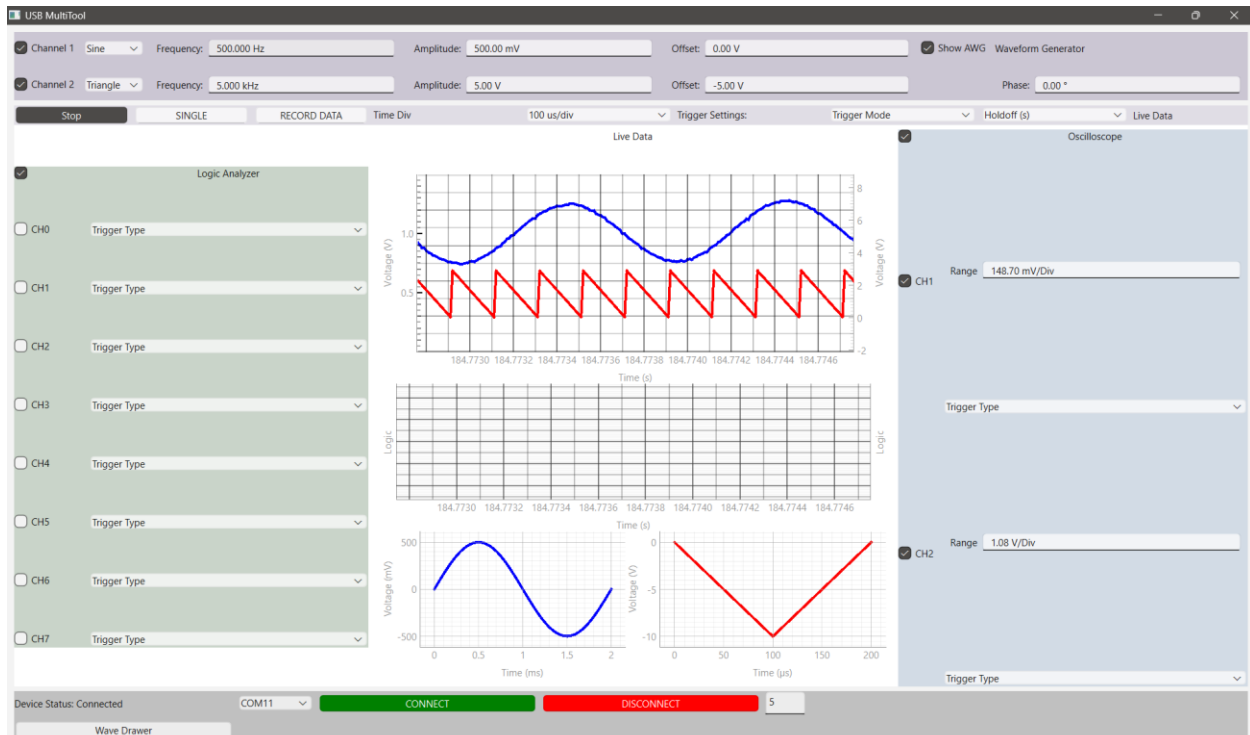 USB MultiTool
Channel 1 Sine Frequency: 500.000 Hz Amplitude: 500.00 mV Offset: 0.00 V Show AWG Waveform Generator
Channel 2 Triangle Frequency: 5.000 kHz Amplitude: 5.00 V Offset: -5.00 V Phase: 0.00 °
Stop SINGLE RECORD DATA Time Div 100 us/div Trigger Settings: Trigger Mode Holdoff (s) Live Data
Live Data
Logic Analyzer
CH0 Trigger Type
CH1 Trigger Type
CH2 Trigger Type
CH3 Trigger Type
CH4 Trigger Type
CH5 Trigger Type
CH6 Trigger Type
CH7 Trigger Type
Voltage (V)
1.0
0.5
8
6
4
2
0
-2
Voltage (V)
184.7730 184.7732 184.7734 184.7736 184.7738 184.7740 184.7742 184.7744 184.7746
Time (s)
Logic
Logic
184.7730 184.7732 184.7734 184.7736 184.7738 184.7740 184.7742 184.7744 184.7746
Time (s)
Voltage (mV)
500
0
-500
0 0.5 1 1.5 2
Time (ms)
Voltage (V)
0
-5
-10
0 50 100 150 200
Time (µs)
Oscilloscope
CH1 Range 148.70 mV/Div
Trigger Type
CH2 Range 1.08 V/Div
Trigger Type
Device Status: Connected COM11 CONNECT DISCONNECT 5
Wave Drawer